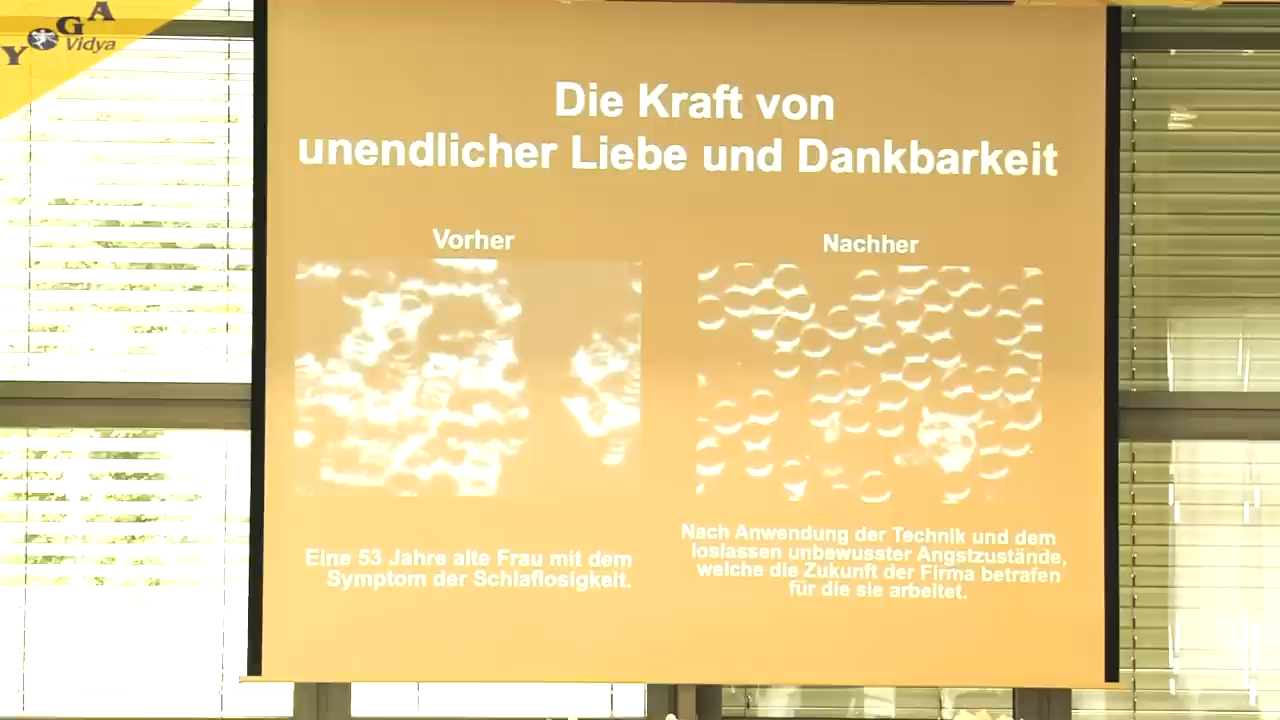 YOGA
Vidya
Die Kraft von
unendlicher Liebe und Dankbarkeit
Vorher
Nachher
Eine 53 Jahre alte Frau mit dem
Symptom der Schlaflosigkeit.
Nach Anwendung der Technik und dem
loslassen unbewusster Angstzustände,
welche die Zukunft der Firma betrafen
für die sie arbeitet.